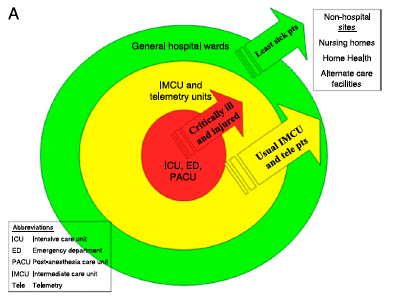 A
Non-hospital
sites
Nursing homes
Home Health
Alternate care
facilities
Least sick pts
General hospital wards
IMCU and
telemetry units
Critically ill
and injured
Usual IMCU
and tele pts
ICU, ED,
PACU
Abbreviations
ICU Intensive care unit
ED Emergency department
PACU Post-anesthesia care unit
IMCU Intermediate care unit
Tele Telemetry